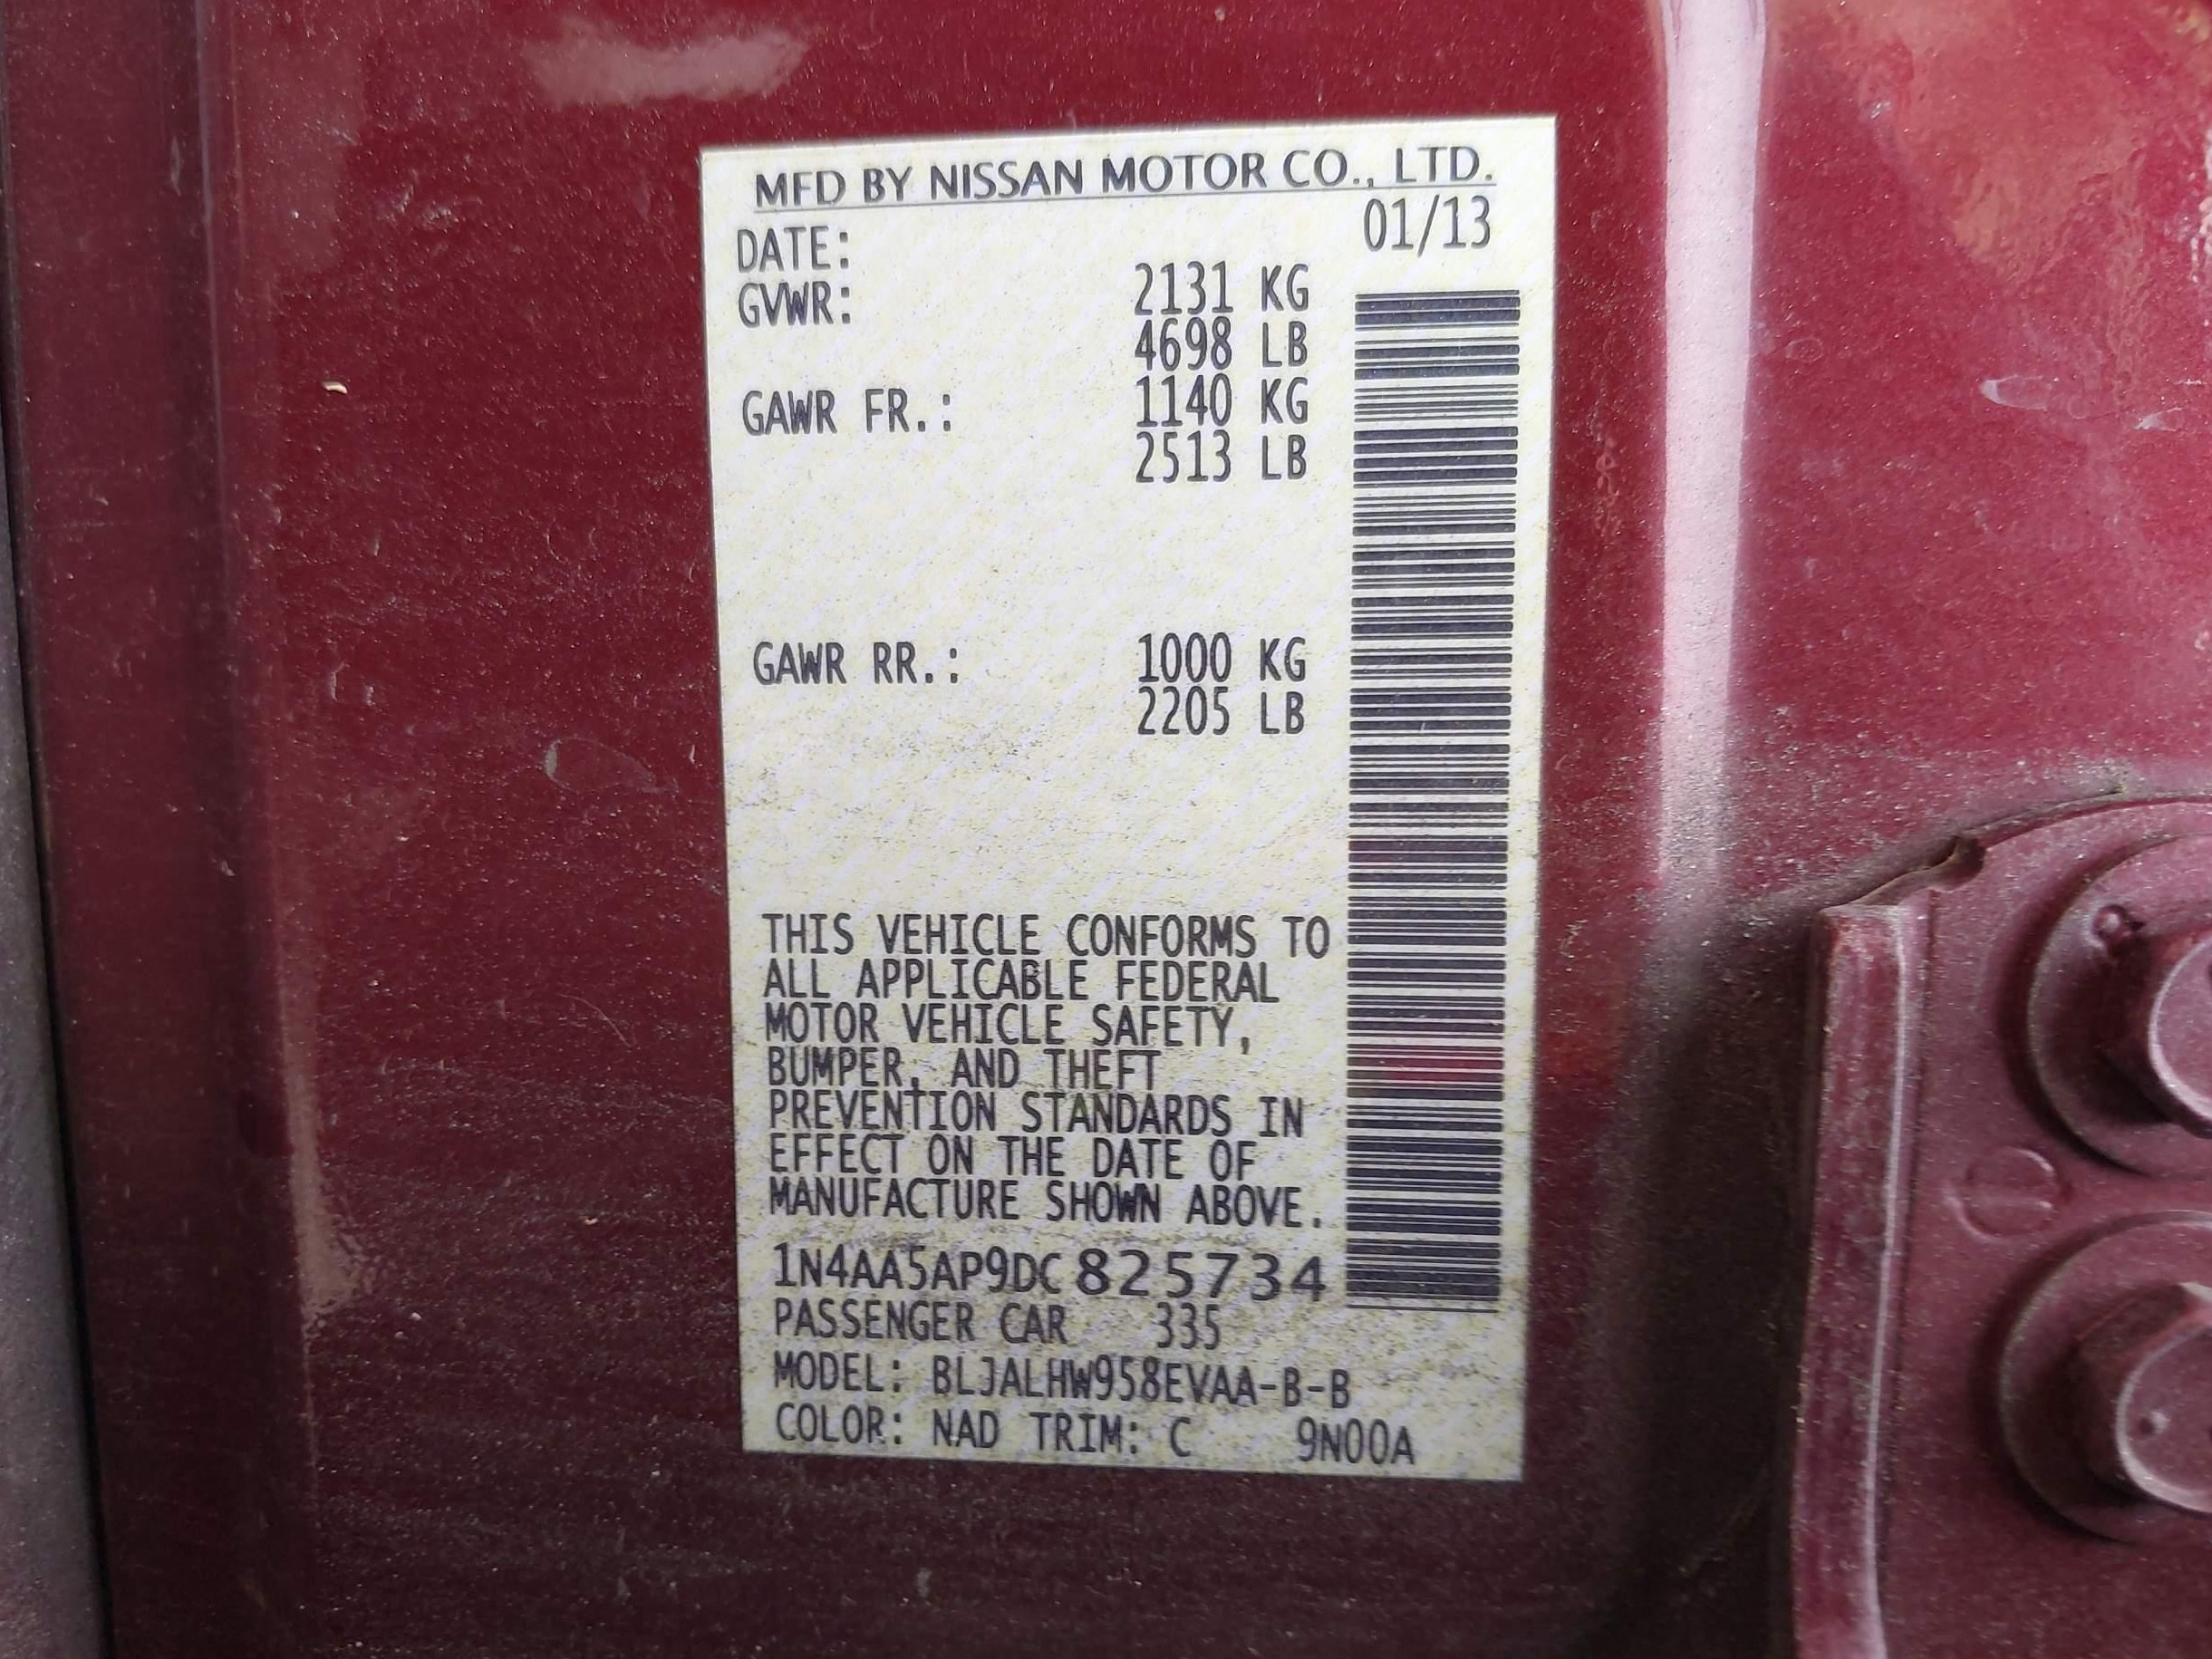 MFD BY NISSAN MOTOR CO., LTD.
DATE: 01/13
GVWR: 2131 KG
4698 LB
GAWR FR.: 1140 KG
2513 LB
GAWR RR.: 1000 KG
2205 LB
THIS VEHICLE CONFORMS TO
ALL APPLICABLE FEDERAL
MOTOR VEHICLE SAFETY,
BUMPER, AND THEFT
PREVENTION STANDARDS IN
EFFECT ON THE DATE OF
MANUFACTURE SHOWN ABOVE.
1N4AA5AP9DC825734
PASSENGER CAR 335
MODEL: BLJALHW958EVAA-B-B
COLOR: NAD TRIM: C 9N00A